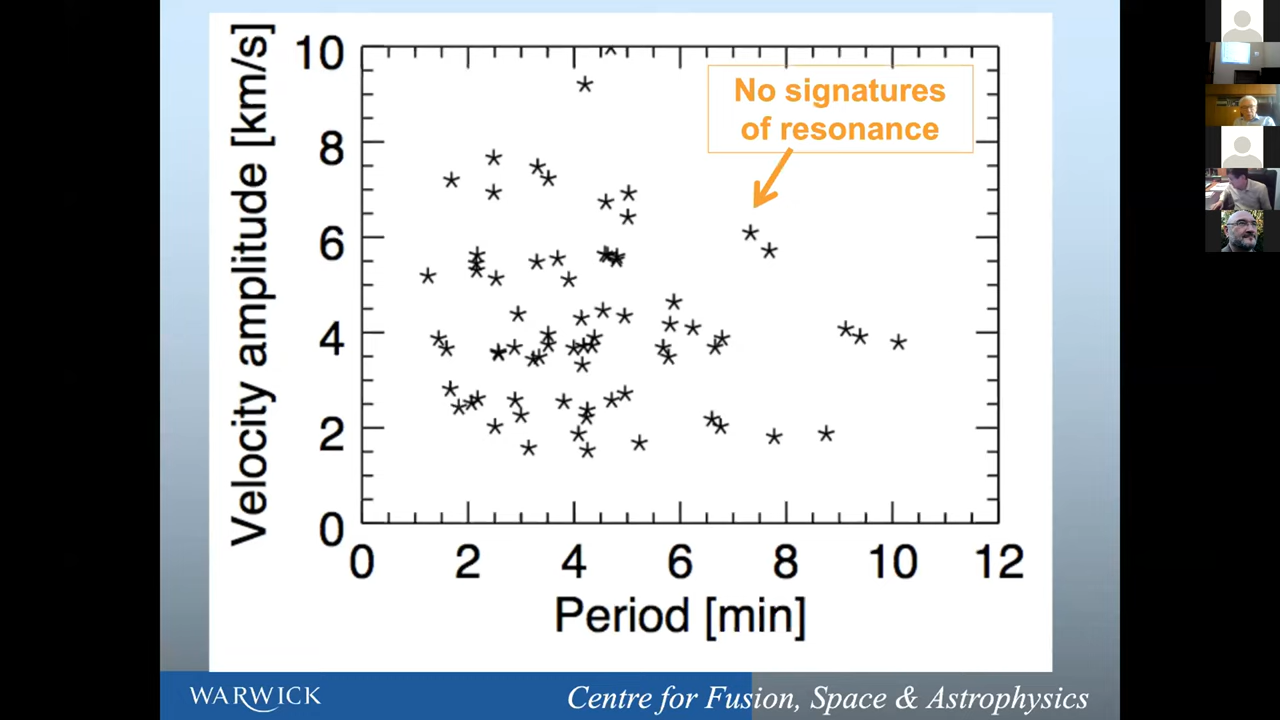 Velocity amplitude [km/s]
10
8
6
4
2
0
No signatures
of resonance
0 2 4 6 8 10 12
Period [min]
WARWICK
Centre for Fusion, Space & Astrophysics